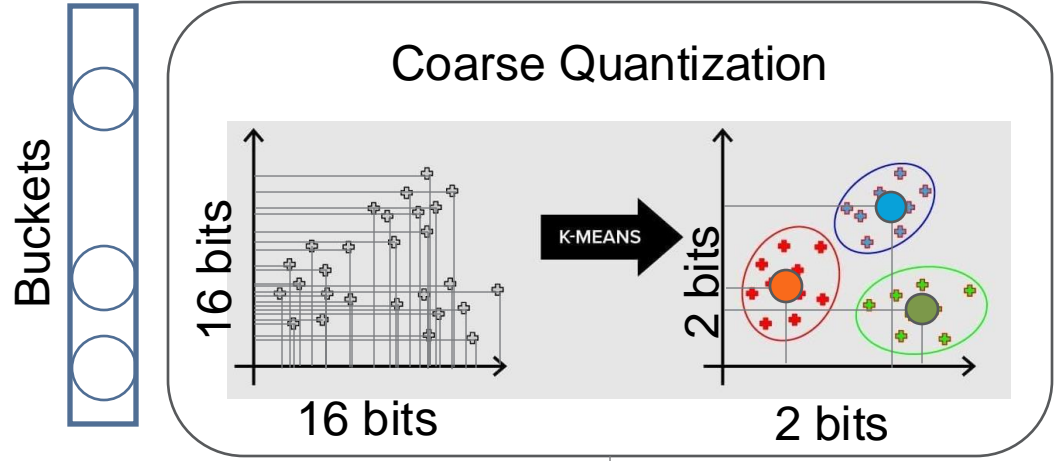 Coarse Quantization
Buckets
16 bits
K-MEANS
2 bits
16 bits
2 bits